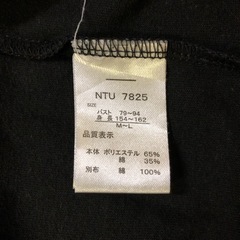 NTU 7825
SIZE
バスト 79~94
身長 154~162
M~L
品質表示
本体 ポリエステル 65%
綿 35%
別布 綿 100%